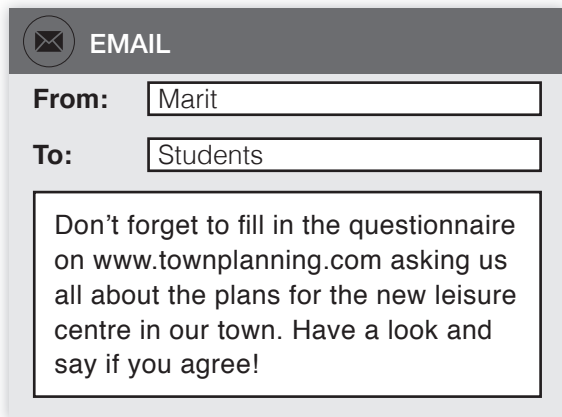 EMAIL
From: Marit
To: Students
Don’t forget to fill in the questionnaire
on www.townplanning.com asking us
all about the plans for the new leisure
centre in our town. Have a look and
say if you agree!